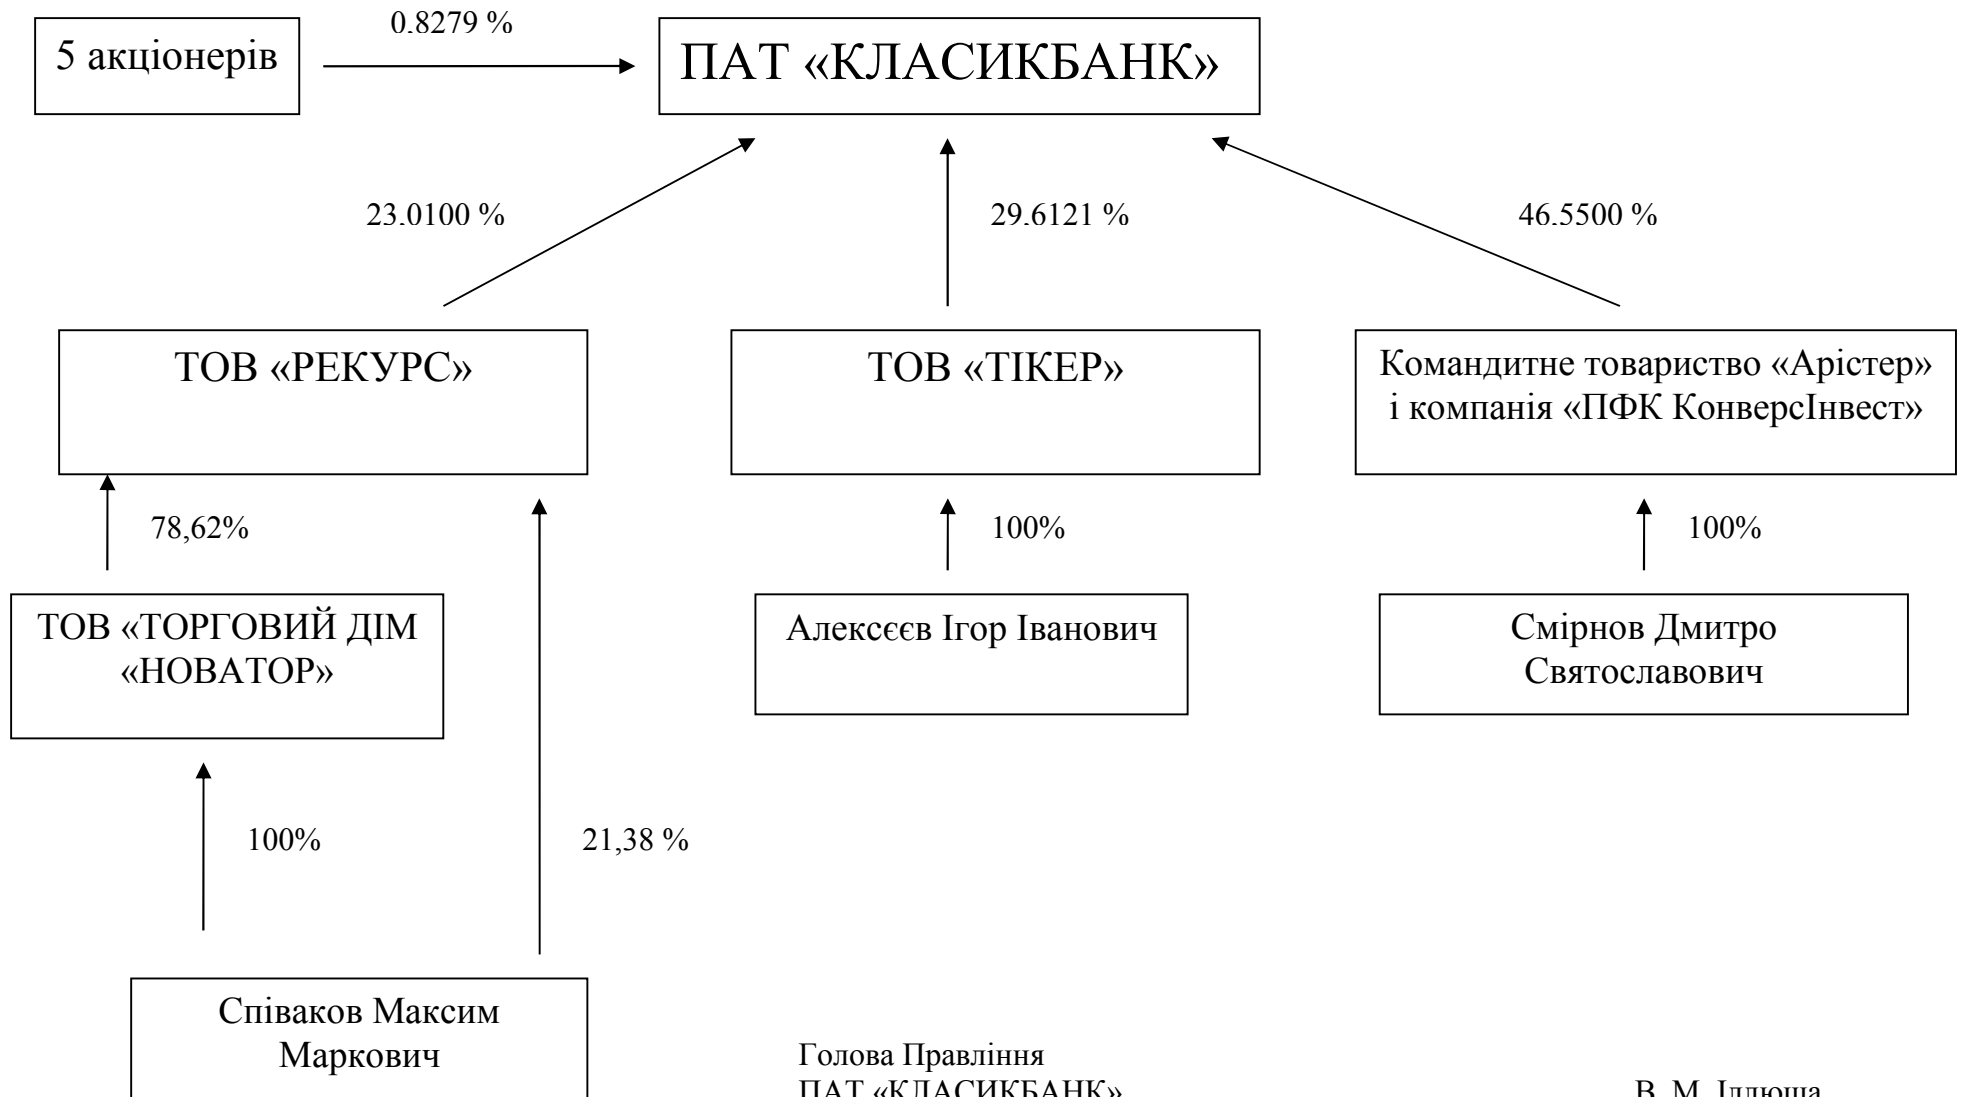 5 акціонерів
0.8279 %
ПАТ «КЛАСИКБАНК»
23.0100 %
29.6121 %
46.5500 %
ТОВ «РЕКУРС»
ТОВ «ТІКЕР»
Командитне товариство «Арістер»
і компанія «ПФК КонверсІнвест»
78,62%
100%
100%
ТОВ «ТОРГОВИЙ ДІМ
«НОВАТОР»
Алексєєв Ігор Іванович
Смірнов Дмитро
Святославович
100%
21,38 %
Співаков Максим
Маркович
Голова Правління
ПАТ «КЛАСИКБАНК»
В. М.